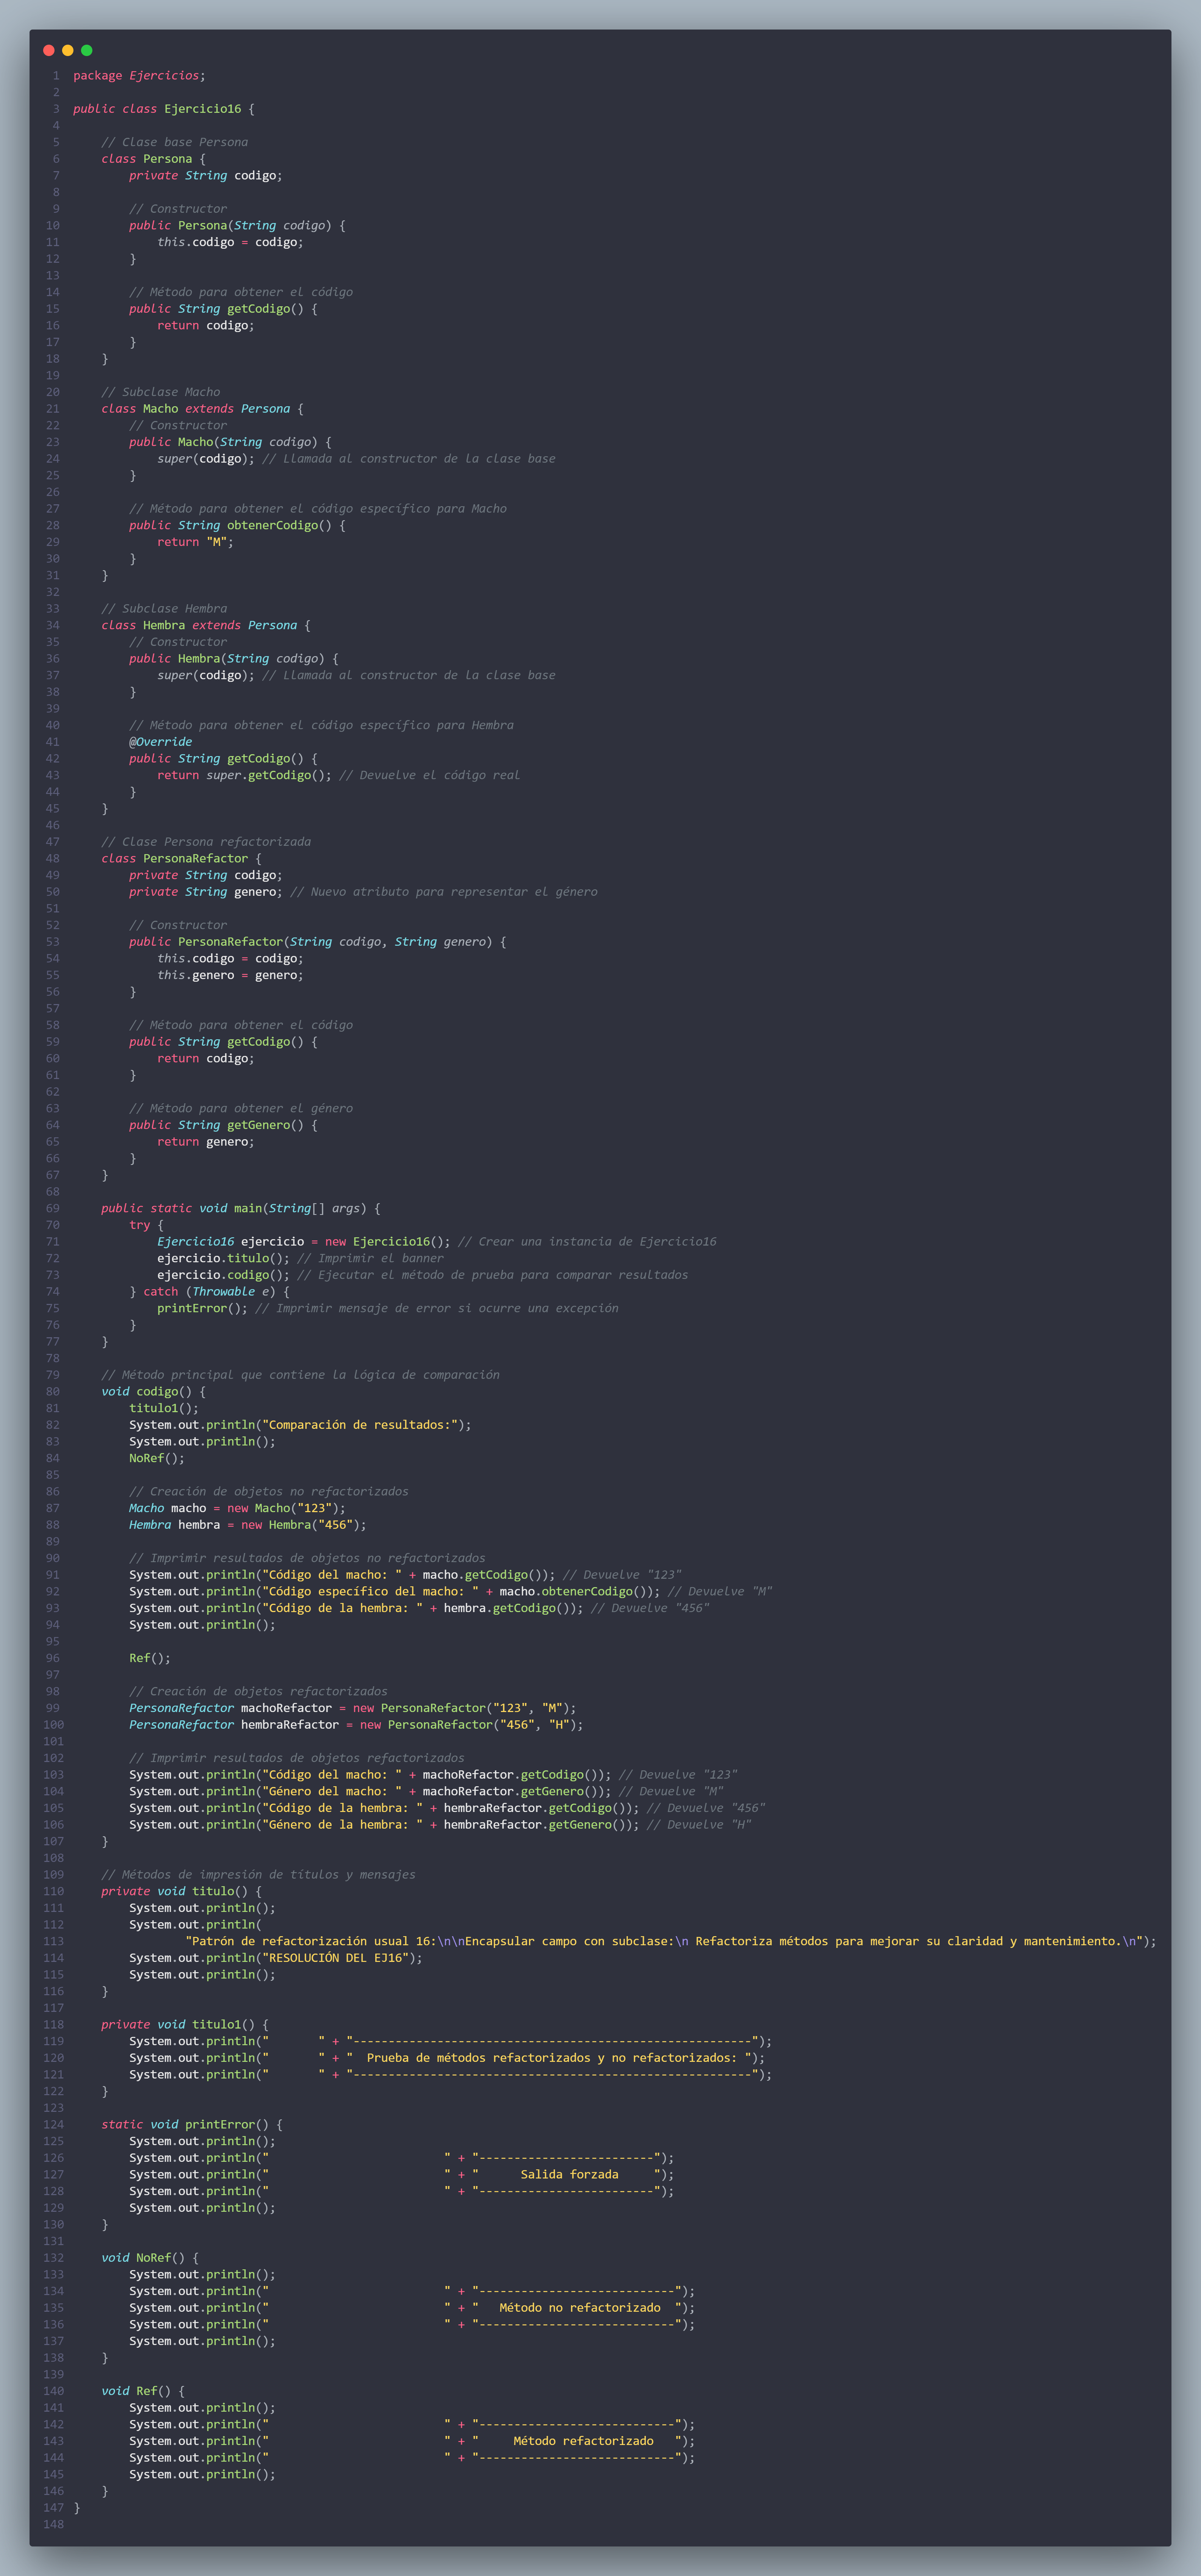 1 package Ejercicios;
2
3 public class Ejercicio16 {
4
5     // Clase base Persona
6     class Persona {
7         private String codigo;
8
9         // Constructor
10         public Persona(String codigo) {
11             this.codigo = codigo;
12         }
13
14         // Método para obtener el código
15         public String getCodigo() {
16             return codigo;
17         }
18     }
19
20     // Subclase Macho
21     class Macho extends Persona {
22         // Constructor
23         public Macho(String codigo) {
24             super(codigo); // Llamada al constructor de la clase base
25         }
26
27         // Método para obtener el código específico para Macho
28         public String obtenerCodigo() {
29             return "M";
30         }
31     }
32
33     // Subclase Hembra
34     class Hembra extends Persona {
35         // Constructor
36         public Hembra(String codigo) {
37             super(codigo); // Llamada al constructor de la clase base
38         }
39
40         // Método para obtener el código específico para Hembra
41         @Override
42         public String getCodigo() {
43             return super.getCodigo(); // Devuelve el código real
44         }
45     }
46
47     // Clase Persona refactorizada
48     class PersonaRefactor {
49         private String codigo;
50         private String genero; // Nuevo atributo para representar el género
51
52         // Constructor
53         public PersonaRefactor(String codigo, String genero) {
54             this.codigo = codigo;
55             this.genero = genero;
56         }
57
58         // Método para obtener el código
59         public String getCodigo() {
60             return codigo;
61         }
62
63         // Método para obtener el género
64         public String getGenero() {
65             return genero;
66         }
67     }
68
69     public static void main(String[] args) {
70         try {
71             Ejercicio16 ejercicio = new Ejercicio16(); // Crear una instancia de Ejercicio16
72             ejercicio.titulo(); // Imprimir el banner
73             ejercicio.codigo(); // Ejecutar el método de prueba para comparar resultados
74         } catch (Throwable e) {
75             printError(); // Imprimir mensaje de error si ocurre una excepción
76         }
77     }
78
79     // Método principal que contiene la lógica de comparación
80     void codigo() {
81         titulo1();
82         System.out.println("Comparación de resultados:");
83         System.out.println();
84         NoRef();
85
86         // Creación de objetos no refactorizados
87         Macho macho = new Macho("123");
88         Hembra hembra = new Hembra("456");
89
90         // Imprimir resultados de objetos no refactorizados
91         System.out.println("Código del macho: " + macho.getCodigo()); // Devuelve "123"
92         System.out.println("Código específico del macho: " + macho.obtenerCodigo()); // Devuelve "M"
93         System.out.println("Código de la hembra: " + hembra.getCodigo()); // Devuelve "456"
94         System.out.println();
95
96         Ref();
97
98         // Creación de objetos refactorizados
99         PersonaRefactor machoRefactor = new PersonaRefactor("123", "M");
100         PersonaRefactor hembraRefactor = new PersonaRefactor("456", "H");
101
102         // Imprimir resultados de objetos refactorizados
103         System.out.println("Código del macho: " + machoRefactor.getCodigo()); // Devuelve "123"
104         System.out.println("Género del macho: " + machoRefactor.getGenero()); // Devuelve "M"
105         System.out.println("Código de la hembra: " + hembraRefactor.getCodigo()); // Devuelve "456"
106         System.out.println("Género de la hembra: " + hembraRefactor.getGenero()); // Devuelve "H"
107     }
108
109     // Métodos de impresión de títulos y mensajes
110     private void titulo() {
111         System.out.println();
112         System.out.println(
113                 "Patrón de refactorización usual 16:\n\nEncapsular campo con subclase:\n Refactoriza métodos para mejorar su claridad y mantenimiento.\n");
114         System.out.println("RESOLUCIÓN DEL EJ16");
115         System.out.println();
116     }
117
118     private void titulo1() {
119         System.out.println("       " + "---------------------------------------------------------");
120         System.out.println("       " + "  Prueba de métodos refactorizados y no refactorizados: ");
121         System.out.println("       " + "---------------------------------------------------------");
122     }
123
124     static void printError() {
125         System.out.println();
126         System.out.println("                         " + "-------------------------");
127         System.out.println("                         " + "      Salida forzada     ");
128         System.out.println("                         " + "-------------------------");
129         System.out.println();
130     }
131
132     void NoRef() {
133         System.out.println();
134         System.out.println("                         " + "----------------------------");
135         System.out.println("                         " + "   Método no refactorizado  ");
136         System.out.println("                         " + "----------------------------");
137         System.out.println();
138     }
139
140     void Ref() {
141         System.out.println();
142         System.out.println("                         " + "----------------------------");
143         System.out.println("                         " + "     Método refactorizado   ");
144         System.out.println("                         " + "----------------------------");
145         System.out.println();
146     }
147 }
148